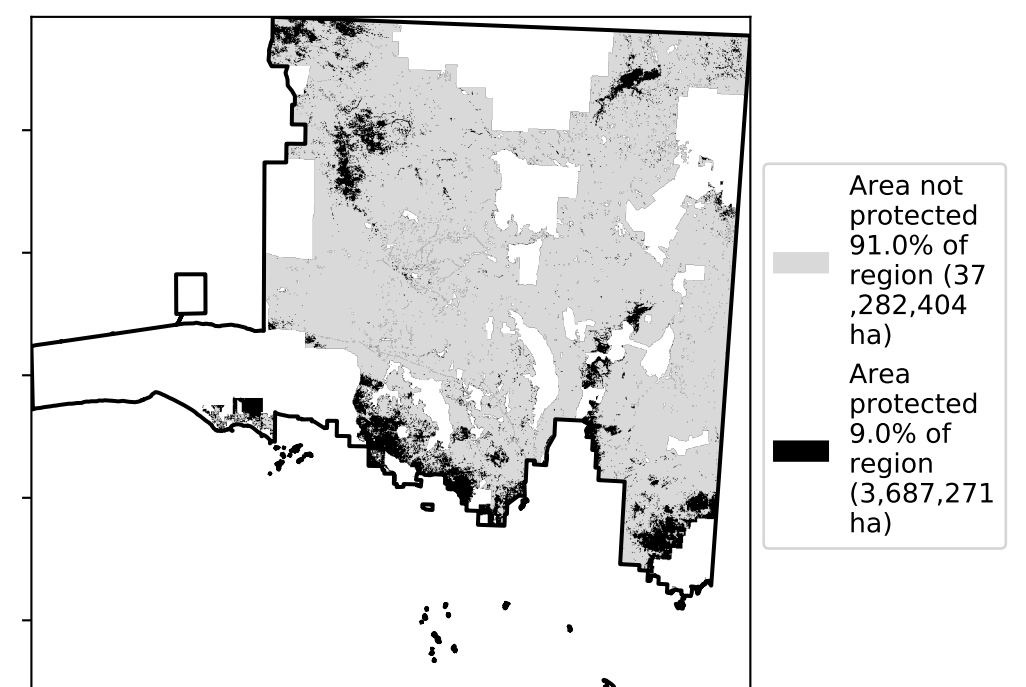 Area not
protected
91.0% of
region (37
,282,404
ha)
Area
protected
9.0% of
region
(3,687,271
ha)